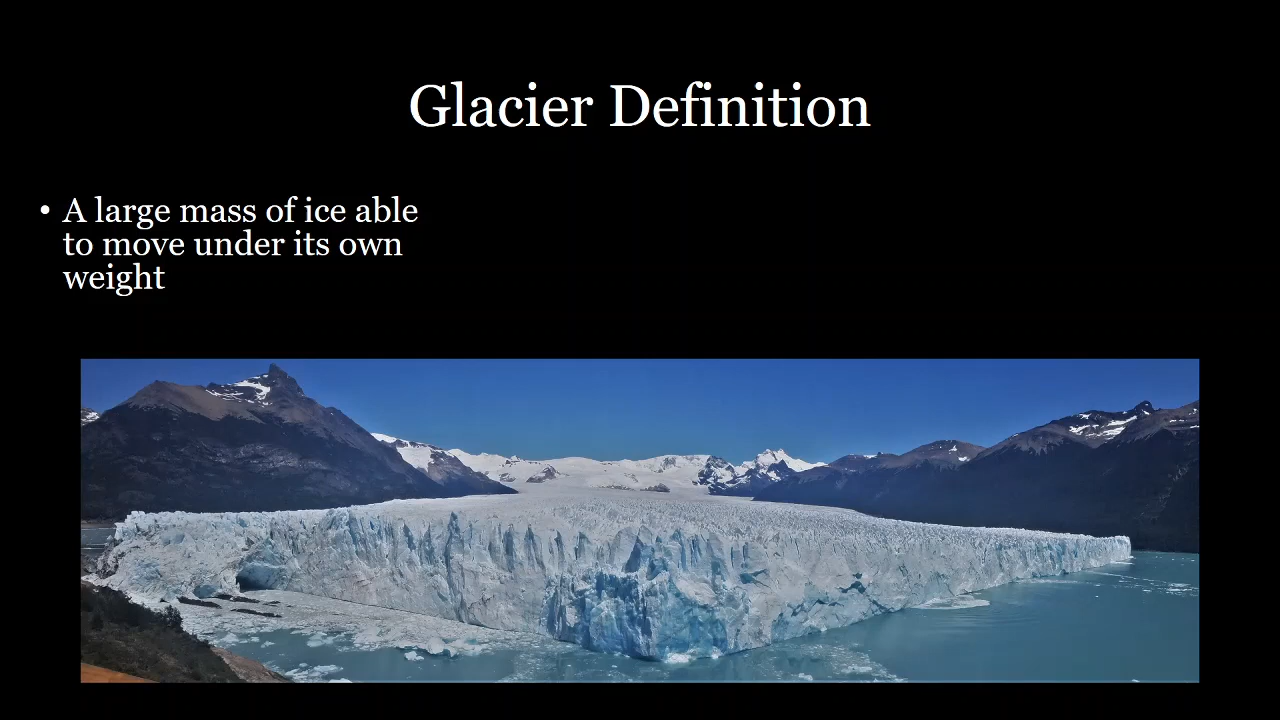 Glacier Definition
• A large mass of ice able
to move under its own
weight